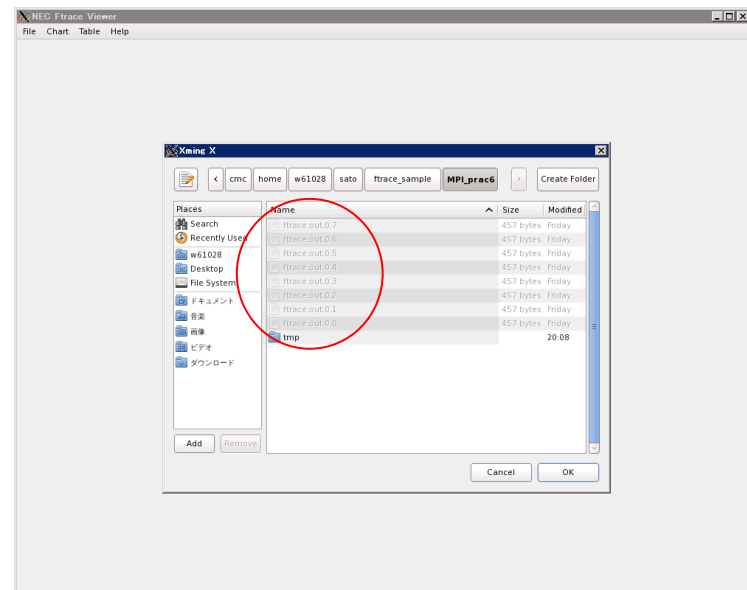 NEC Ftrace Viewer
File Chart Table Help
Xming X
cmc home w61028 sato ftrace_sample MPI_prac6 Create Folder
Places
Search
Recently Used
w61028
Desktop
File System
ドキュメント
音楽
画像
ビデオ
ダウンロード
Add Remove
Name Size Modified
ftrace.out.0.7 457 bytes Friday
ftrace.out.0.6 457 bytes Friday
ftrace.out.0.5 457 bytes Friday
ftrace.out.0.4 457 bytes Friday
ftrace.out.0.3 457 bytes Friday
ftrace.out.0.2 457 bytes Friday
ftrace.out.0.1 457 bytes Friday
ftrace.out.0.0 457 bytes Friday
tmp 20:08
Cancel OK